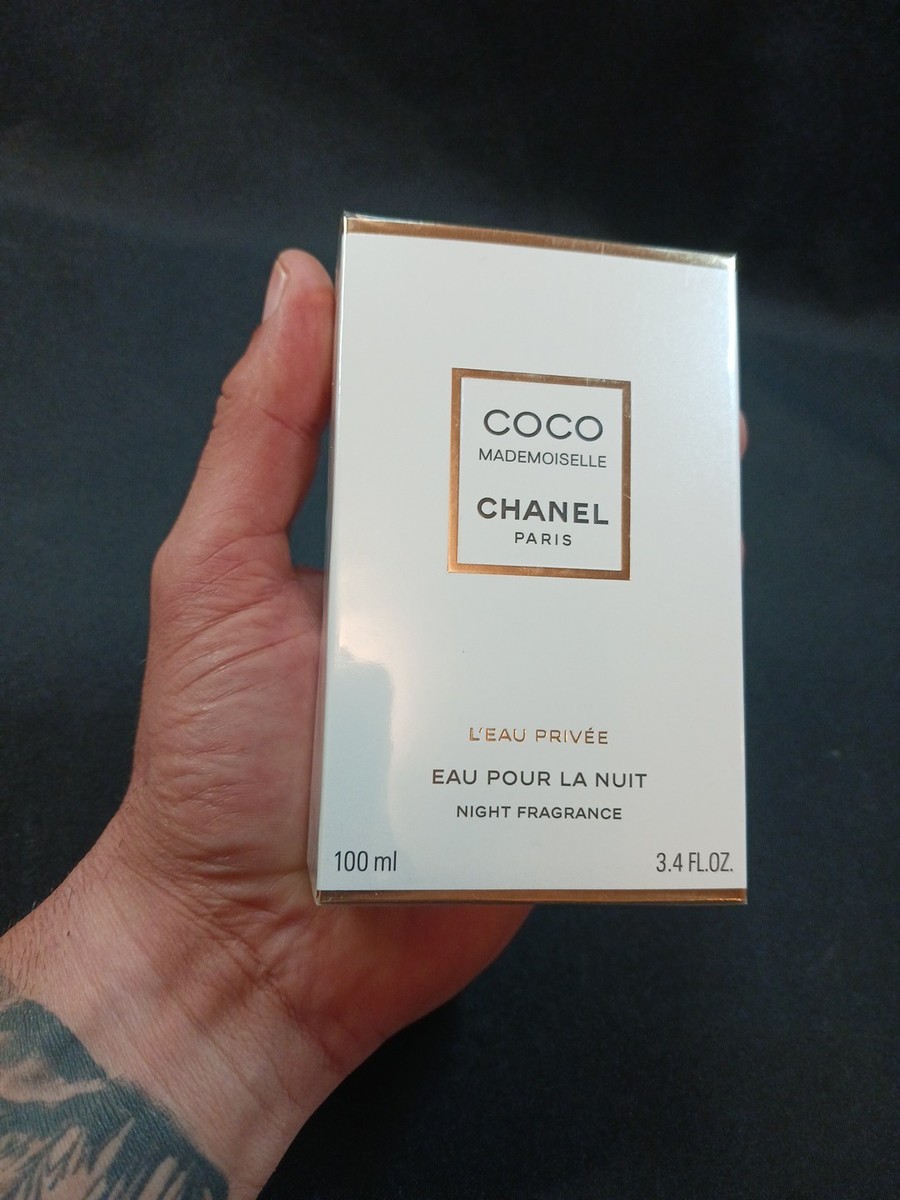 COCO
MADEMOISELLE
CHANEL
PARIS
L'EAU PRIVÉE
EAU POUR LA NUIT
NIGHT FRAGRANCE
100 ml 3.4 FL.OZ.